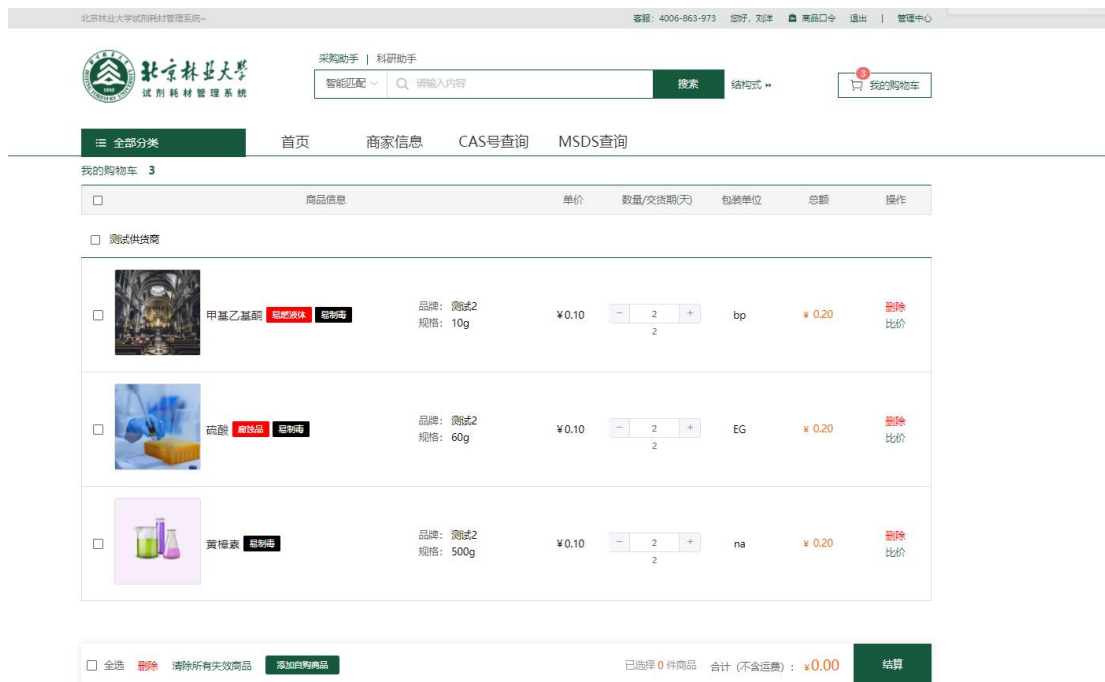 北京林业大学试剂耗材管理系统~ 客服：4006-863-973 您好，刘洋 商品口令 退出 | 管理中心
采购助手 | 科研助手
北京林业大学
试剂耗材管理系统
智能匹配 请输入内容 搜索 结构式 3 我的购物车
全部分类 首页 商家信息 CAS号查询 MSDS查询
我的购物车 3
商品信息 单价 数量/交货期(天) 包装单位 总额 操作
测试供货商
甲基乙基酮 易燃液体 易制毒 品牌： 测试2 ¥0.10 − 2 + bp ¥ 0.20 删除
规格： 10g 2 比价
硫酸 腐蚀品 易制毒 品牌： 测试2 ¥0.10 − 2 + EG ¥ 0.20 删除
规格： 60g 2 比价
黄樟素 易制毒 品牌： 测试2 ¥0.10 − 2 + na ¥ 0.20 删除
规格： 500g 2 比价
全选 删除 清除所有失效商品 添加自购商品 已选择 0 件商品 合计（不含运费）： ¥0.00 结算